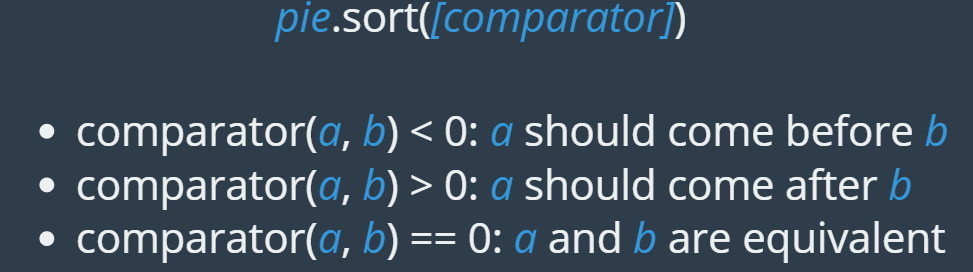 pie.sort([comparator])
• comparator(a, b) < 0: a should come before b
• comparator(a, b) > 0: a should come after b
• comparator(a, b) == 0: a and b are equivalent